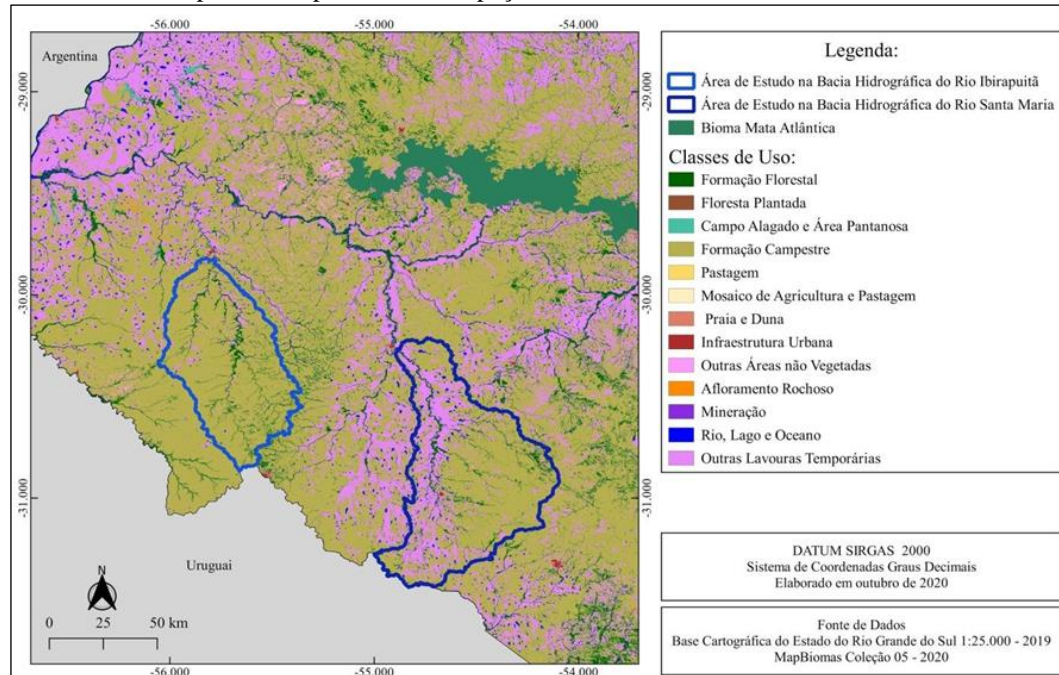 -56.000
-55.000
-54.000
Argentina
-29.000
-29.000
-30.000
-30.000
-31.000
-31.000
Uruguai
N
0 25 50 km
-56.000
-55.000
-54.000
Legenda:
Área de Estudo na Bacia Hidrográfica do Rio Ibirapuitã
Área de Estudo na Bacia Hidrográfica do Rio Santa Maria
Bioma Mata Atlântica
Classes de Uso:
Formação Florestal
Floresta Plantada
Campo Alagado e Área Pantanosa
Formação Campestre
Pastagem
Mosaico de Agricultura e Pastagem
Praia e Duna
Infraestrutura Urbana
Outras Áreas não Vegetadas
Afloramento Rochoso
Mineração
Rio, Lago e Oceano
Outras Lavouras Temporárias
DATUM SIRGAS 2000
Sistema de Coordenadas Graus Decimais
Elaborado em outubro de 2020
Fonte de Dados
Base Cartográfica do Estado do Rio Grande do Sul 1:25.000 - 2019
MapBiomas Coleção 05 - 2020